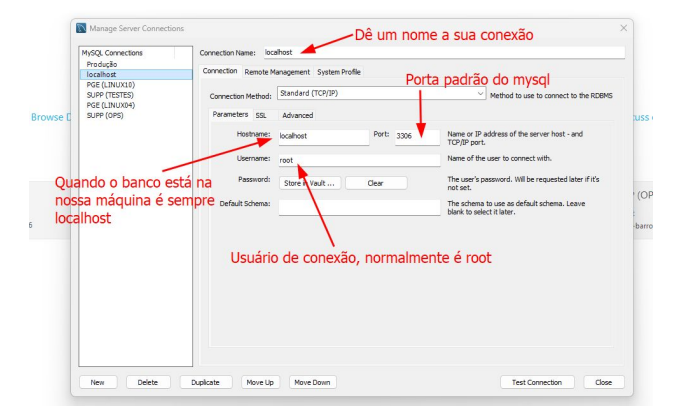 Manage Server Connections
Dê um nome a sua conexão
MySQL Connections
Produção
localhost
PGE (LINUX10)
SUPP (TESTES)
PGE (LINUX04)
SUPP (OPS)
Connection Name: localhost
Connection Remote Management System Profile
Porta padrão do mysql
Connection Method: Standard (TCP/IP) Method to use to connect to the RDBMS
Parameters SSL Advanced
Hostname: localhost Port: 3306 Name or IP address of the server host - and
TCP/IP port.
Username: root Name of the user to connect with.
Password: Store in Vault ... Clear The user's password. Will be requested later if it's
not set.
Default Schema: The schema to use as default schema. Leave
blank to select it later.
Quando o banco está na
nossa máquina é sempre
localhost
Usuário de conexão, normalmente é root
New Delete Duplicate Move Up Move Down Test Connection Close
Browse D
cuss
(OP
6
-barro